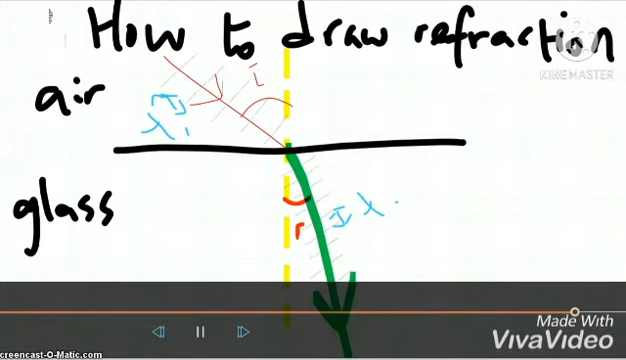 How to draw refraction
KINEMASTER
i
air
λ
glass
r
λ
Made With
VivaVideo
creencast-O-Matic.com